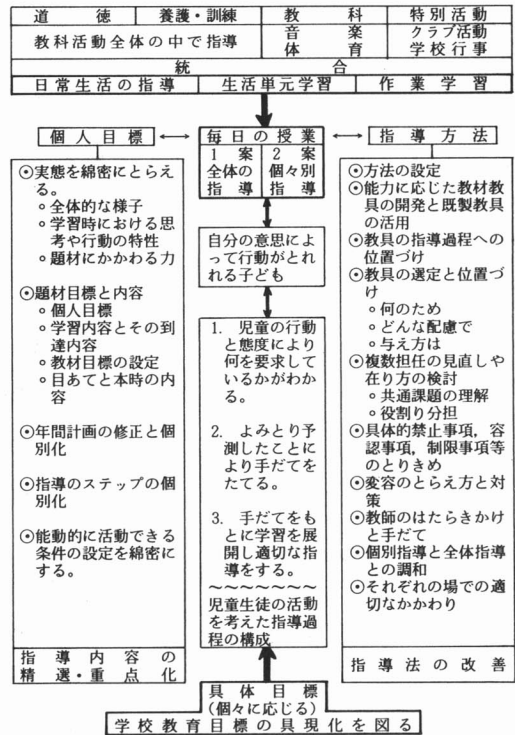 道徳 養護・訓練 教科 特別活動
教科活動全体の中で指導 音楽 クラブ活動
体育 学校行事
統合
日常生活の指導 生活単元学習 作業学習
個人目標
⊙実態を綿密にとらえ
る。
○全体的な様子
○学習時における思
考や行動の特性
○題材にかかわる力
⊙題材目標と内容
○個人目標
○学習内容とその到
達内容
○教材目標の設定
○目あてと本時の内
容
⊙年間計画の修正と個
別化
⊙指導のステップの個
別化
⊙能動的に活動できる
条件の設定を綿密に
する。
指導内容の
精選・重点化
毎日の授業
1案 2案
全体の 個々別
指導 指導
自分の意思によ
って行動がとれ
れる子ども
1. 児童の行動
と態度により
何を要求して
いるかがわか
る。
2. よみとり予
測したことに
より手だてを
たてる。
3. 手だてをも
とに学習を展
開し適切な指
導をする。
〜〜〜〜〜〜〜
児童生徒の活動
を考えた指導過
程の構成
指導方法
⊙方法の設定
⊙能力に応じた教材教
具の開発と既製教具
の活用
⊙教具の指導過程への
位置づけ
⊙教具の選定と位置づ
け
○何のため
○どんな配慮で
○与え方は
⊙複数担任の見直しや
在り方の検討
○共通課題の理解
○役割り分担
⊙具体的禁止事項,容
認事項,制限事項等
のとりきめ
⊙変容のとらえ方と対
策
⊙教師のはたらきかけ
と手だて
⊙個別指導と全体指導
との調和
⊙それぞれの場での適
切なかかわり
指導法の改善
具体目標
(個々に応じる)
学校教育目標の具現化を図る